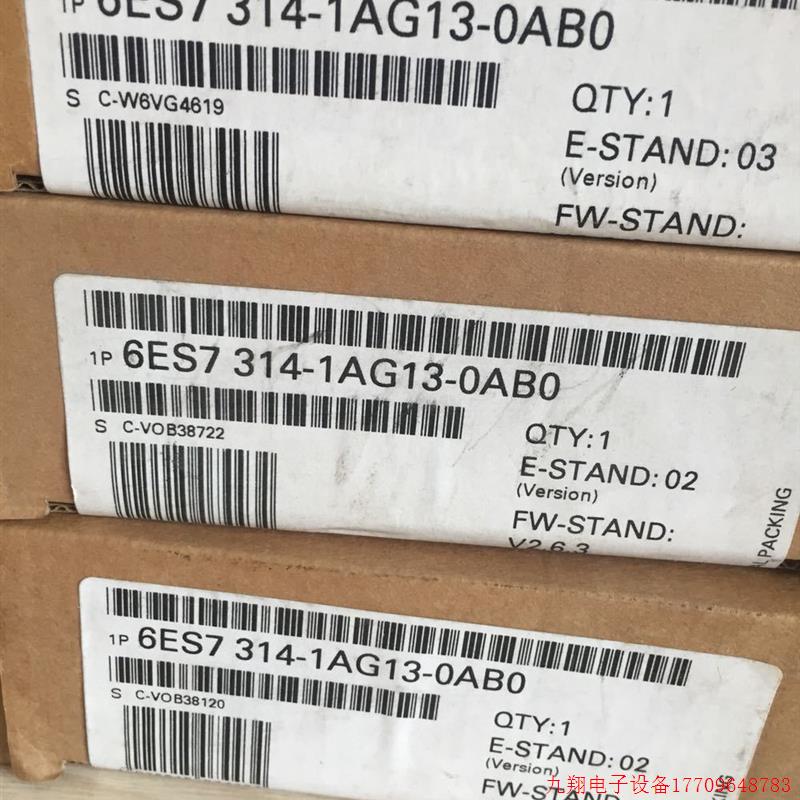 1P 6ES7 314-1AG13-0AB0
S C-W6VG4619
QTY:1
E-STAND: 03
(Version)
FW-STAND:
1P 6ES7 314-1AG13-0AB0
S C-VOB38722
QTY:1
E-STAND: 02
(Version)
FW-STAND:
V2.6.3
PACKING
1P 6ES7 314-1AG13-0AB0
S C-VOB38120
QTY:1
E-STAND: 02
(Version)
FW-STAND:
九翔电子设备17709648783